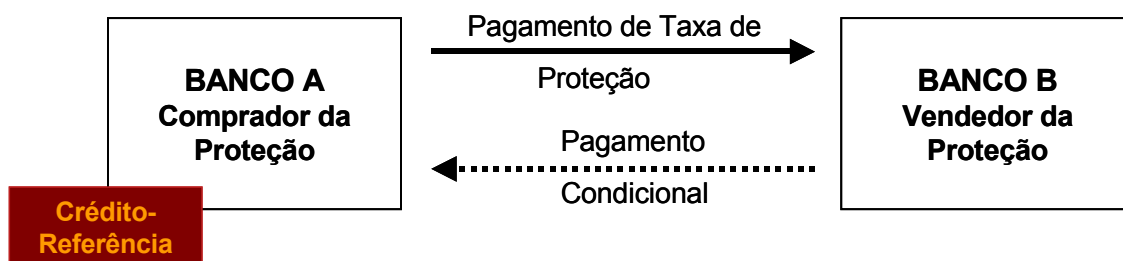 Pagamento de Taxa de
Proteção
BANCO A
Comprador da
Proteção
BANCO B
Vendedor da
Proteção
Pagamento
Condicional
Crédito-
Referência